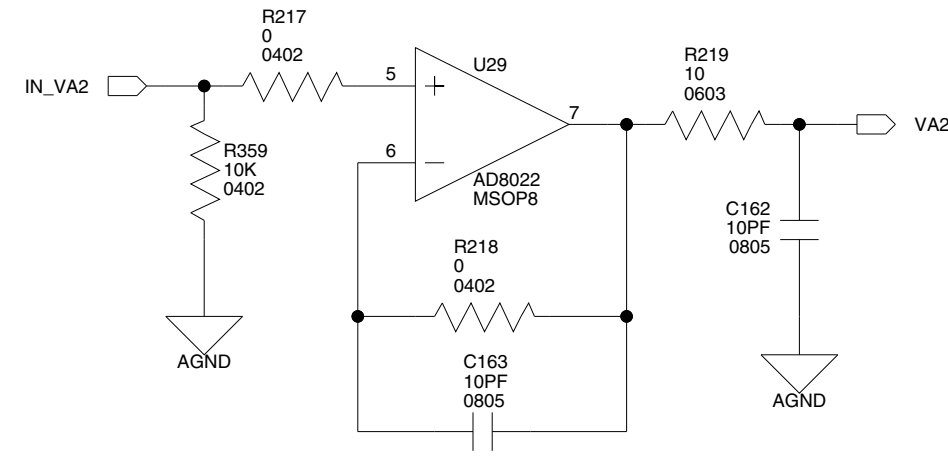 R217
0
0402
IN_VA2
R359
10K
0402
AGND
5
6
U29
7
AD8022
MSOP8
R218
0
0402
C163
10PF
0805
R219
10
0603
VA2
C162
10PF
0805
AGND